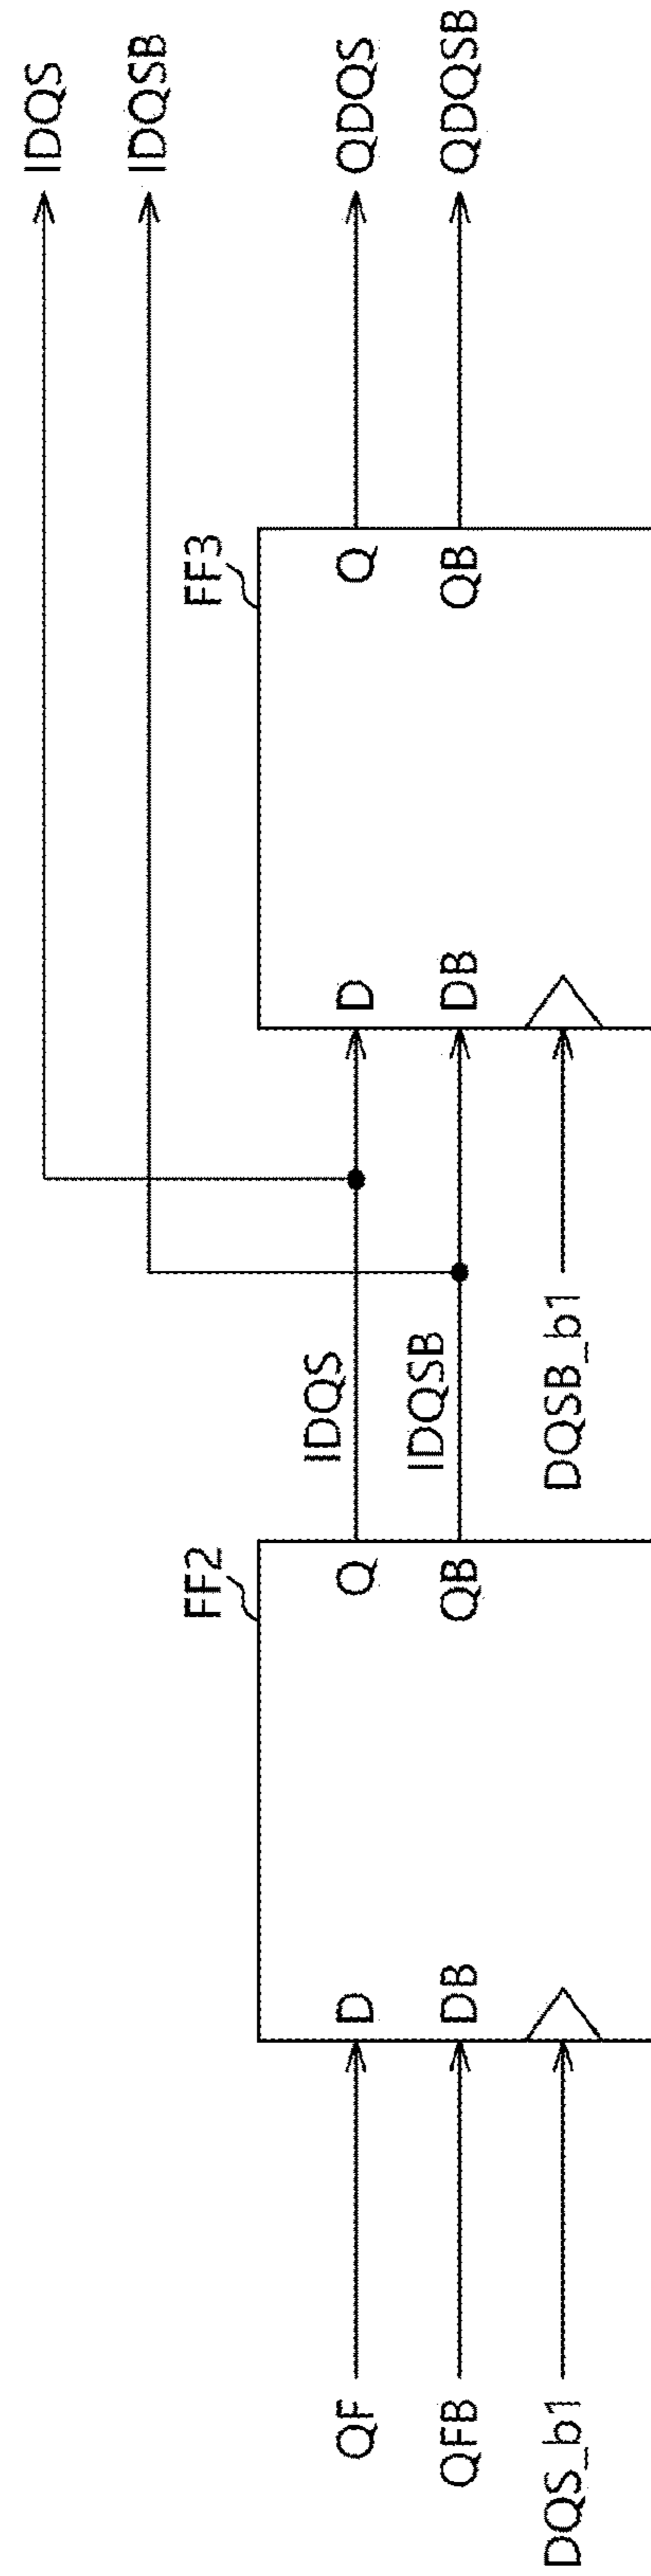 IDQS
IDQSB
FF2
FF3
QF
D
Q
IDQS
D
Q
QDQS
QFB
DB
QB
IDQSB
DB
QB
QDQSB
DQS_b1
DQSB_b1